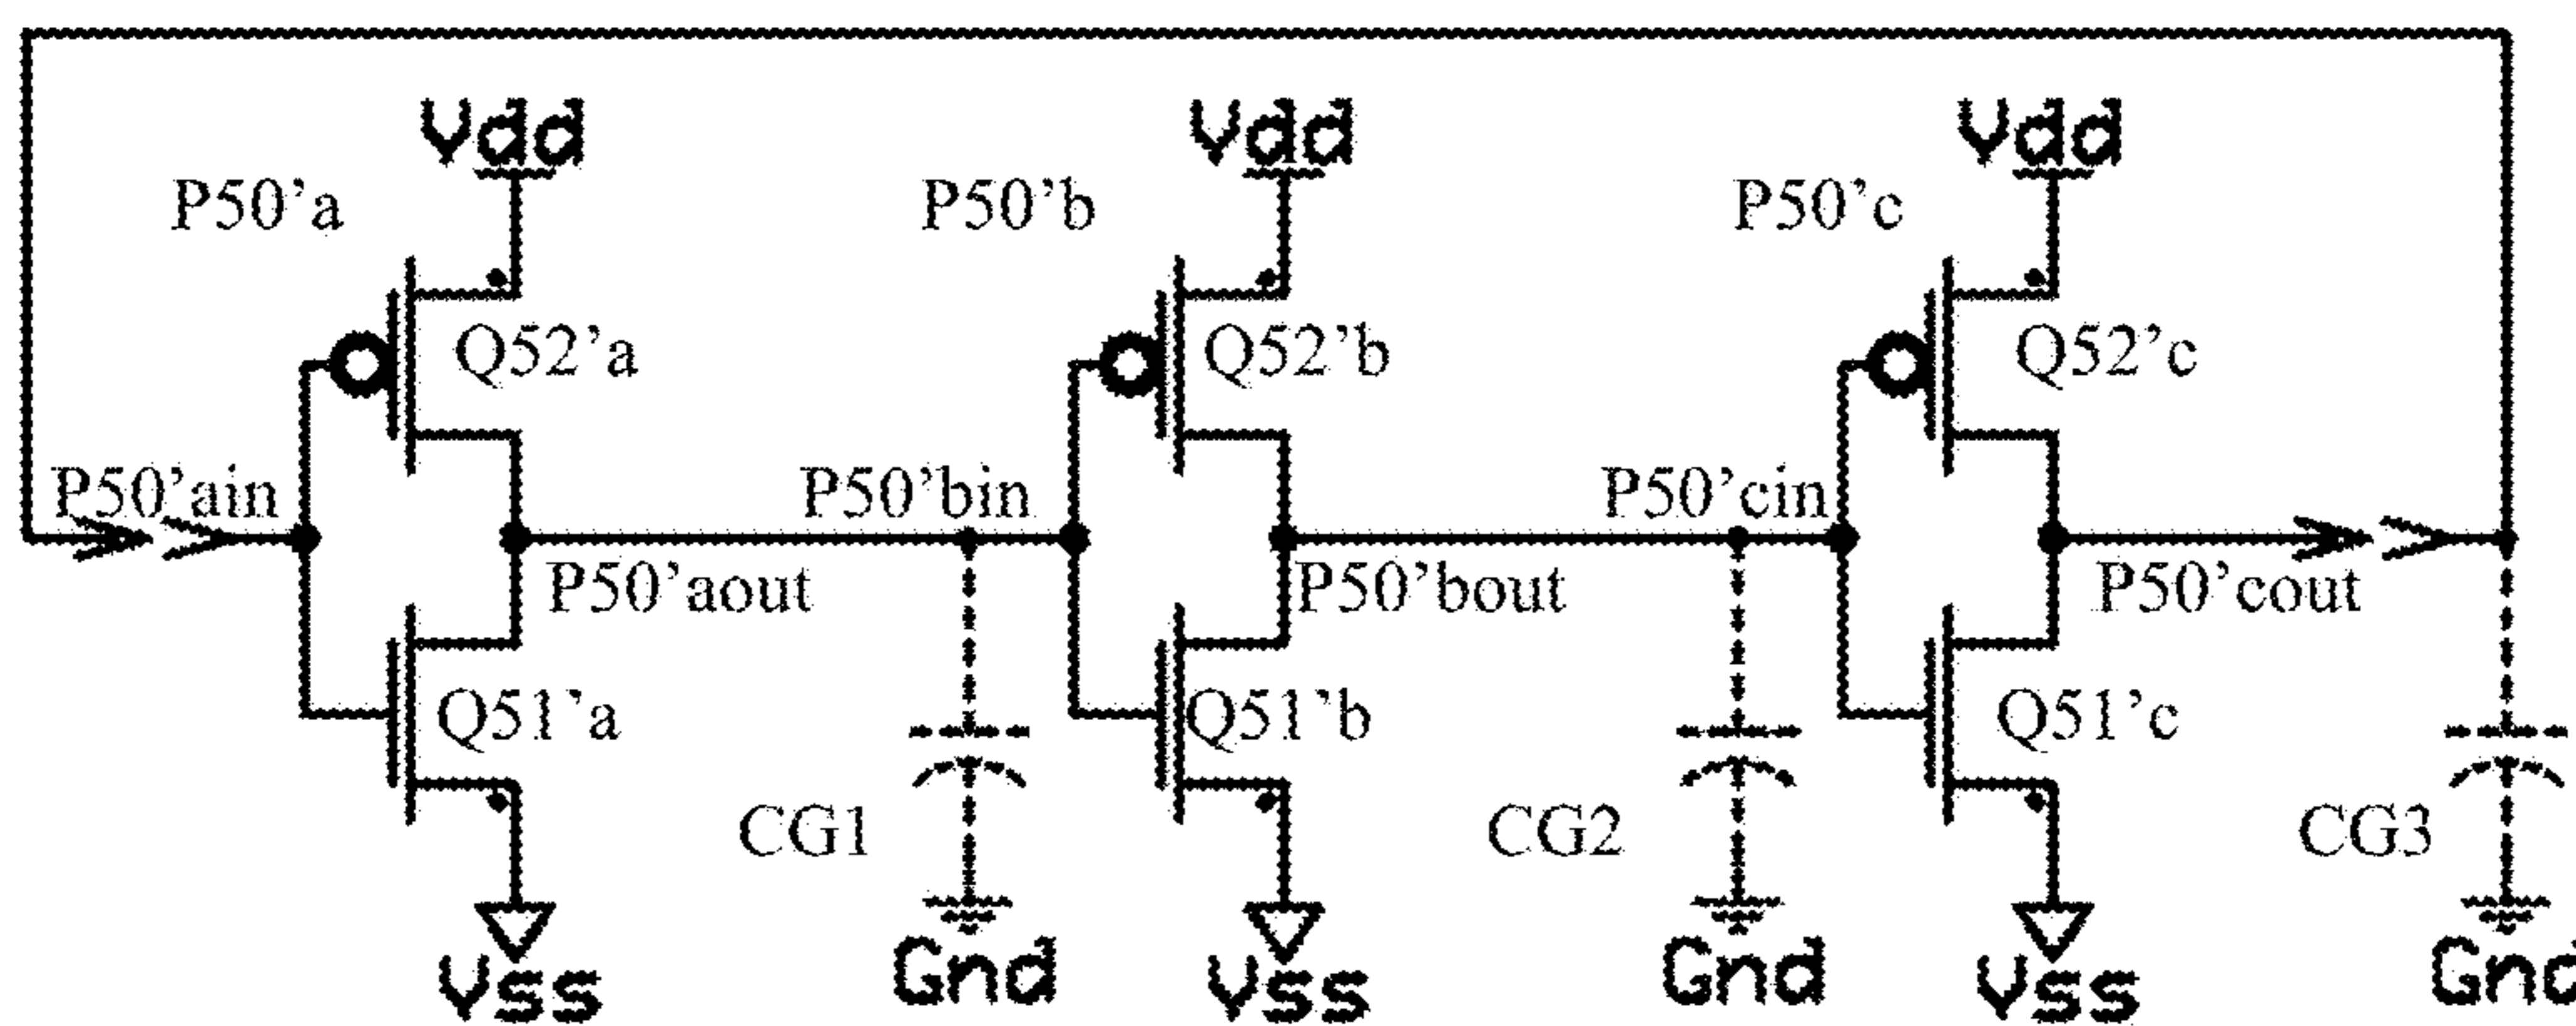 Vdd Vdd Vdd
P50’a P50’b P50’c
Q52’a Q52’b Q52’c
P50’ain P50’bin P50’cin
P50’aout P50’bout P50’cout
Q51’a Q51’b Q51’c
CG1 CG2 CG3
Vss Gnd Vss Gnd Vss Gnd